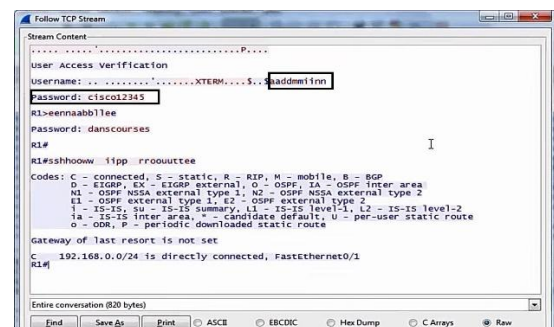 Follow TCP Stream
Stream Content
..... .....'...........................P....
User Access Verification
Username: .. ........'.......XTERM....$..$aaddmmiinn
Password: cisco12345
R1>eennaabbllee
Password: danscourses
R1#
R1#sshhooww iipp rroouuttee
Codes: C - connected, S - static, R - RIP, M - mobile, B - BGP
D - EIGRP, EX - EIGRP external, O - OSPF, IA - OSPF inter area
N1 - OSPF NSSA external type 1, N2 - OSPF NSSA external type 2
E1 - OSPF external type 1, E2 - OSPF external type 2
i - IS-IS, su - IS-IS summary, L1 - IS-IS level-1, L2 - IS-IS level-2
ia - IS-IS inter area, * - candidate default, U - per-user static route
o - ODR, P - periodic downloaded static route
Gateway of last resort is not set
C 192.168.0.0/24 is directly connected, FastEthernet0/1
R1#
Entire conversation (820 bytes)
Find Save As Print ASCII EBCDIC Hex Dump C Arrays Raw